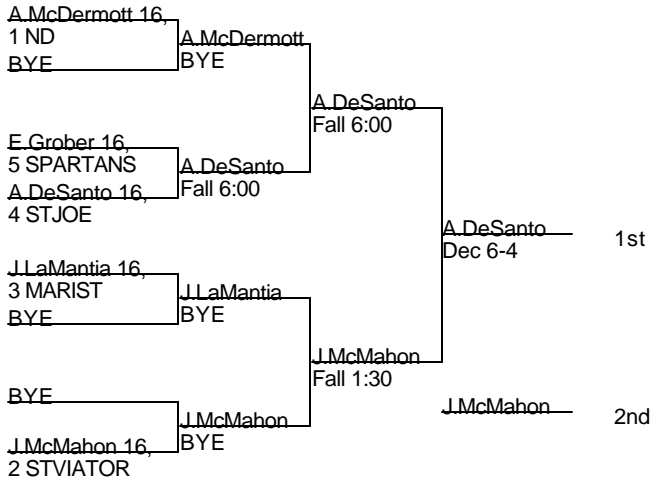 A.McDermott 16,
1 ND
BYE
A.McDermott
BYE
E.Grober 16,
5 SPARTANS
A.DeSanto 16,
4 STJOE
A.DeSanto
Fall 6:00
A.DeSanto
Fall 6:00
J.LaMantia 16,
3 MARIST
BYE
J.LaMantia
BYE
BYE
J.McMahon 16,
2 STVIATOR
J.McMahon
BYE
J.McMahon
Fall 1:30
A.DeSanto
Dec 6-4
1st
J.McMahon
2nd